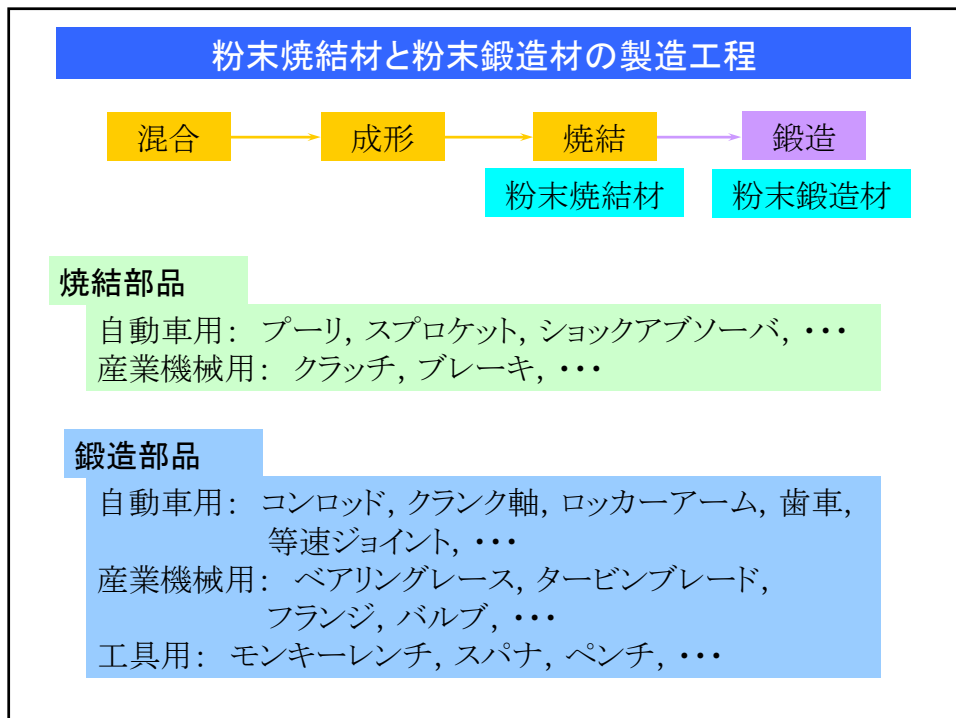 粉末焼結材と粉末鍛造材の製造工程
混合 成形 焼結 鍛造
粉末焼結材 粉末鍛造材
焼結部品
自動車用： プーリ, スプロケット, ショックアブソーバ, ・・・
産業機械用： クラッチ, ブレーキ, ・・・
鍛造部品
自動車用： コンロッド, クランク軸, ロッカーアーム, 歯車,
等速ジョイント, ・・・
産業機械用： ベアリングレース, タービンブレード,
フランジ, バルブ, ・・・
工具用： モンキーレンチ, スパナ, ペンチ, ・・・